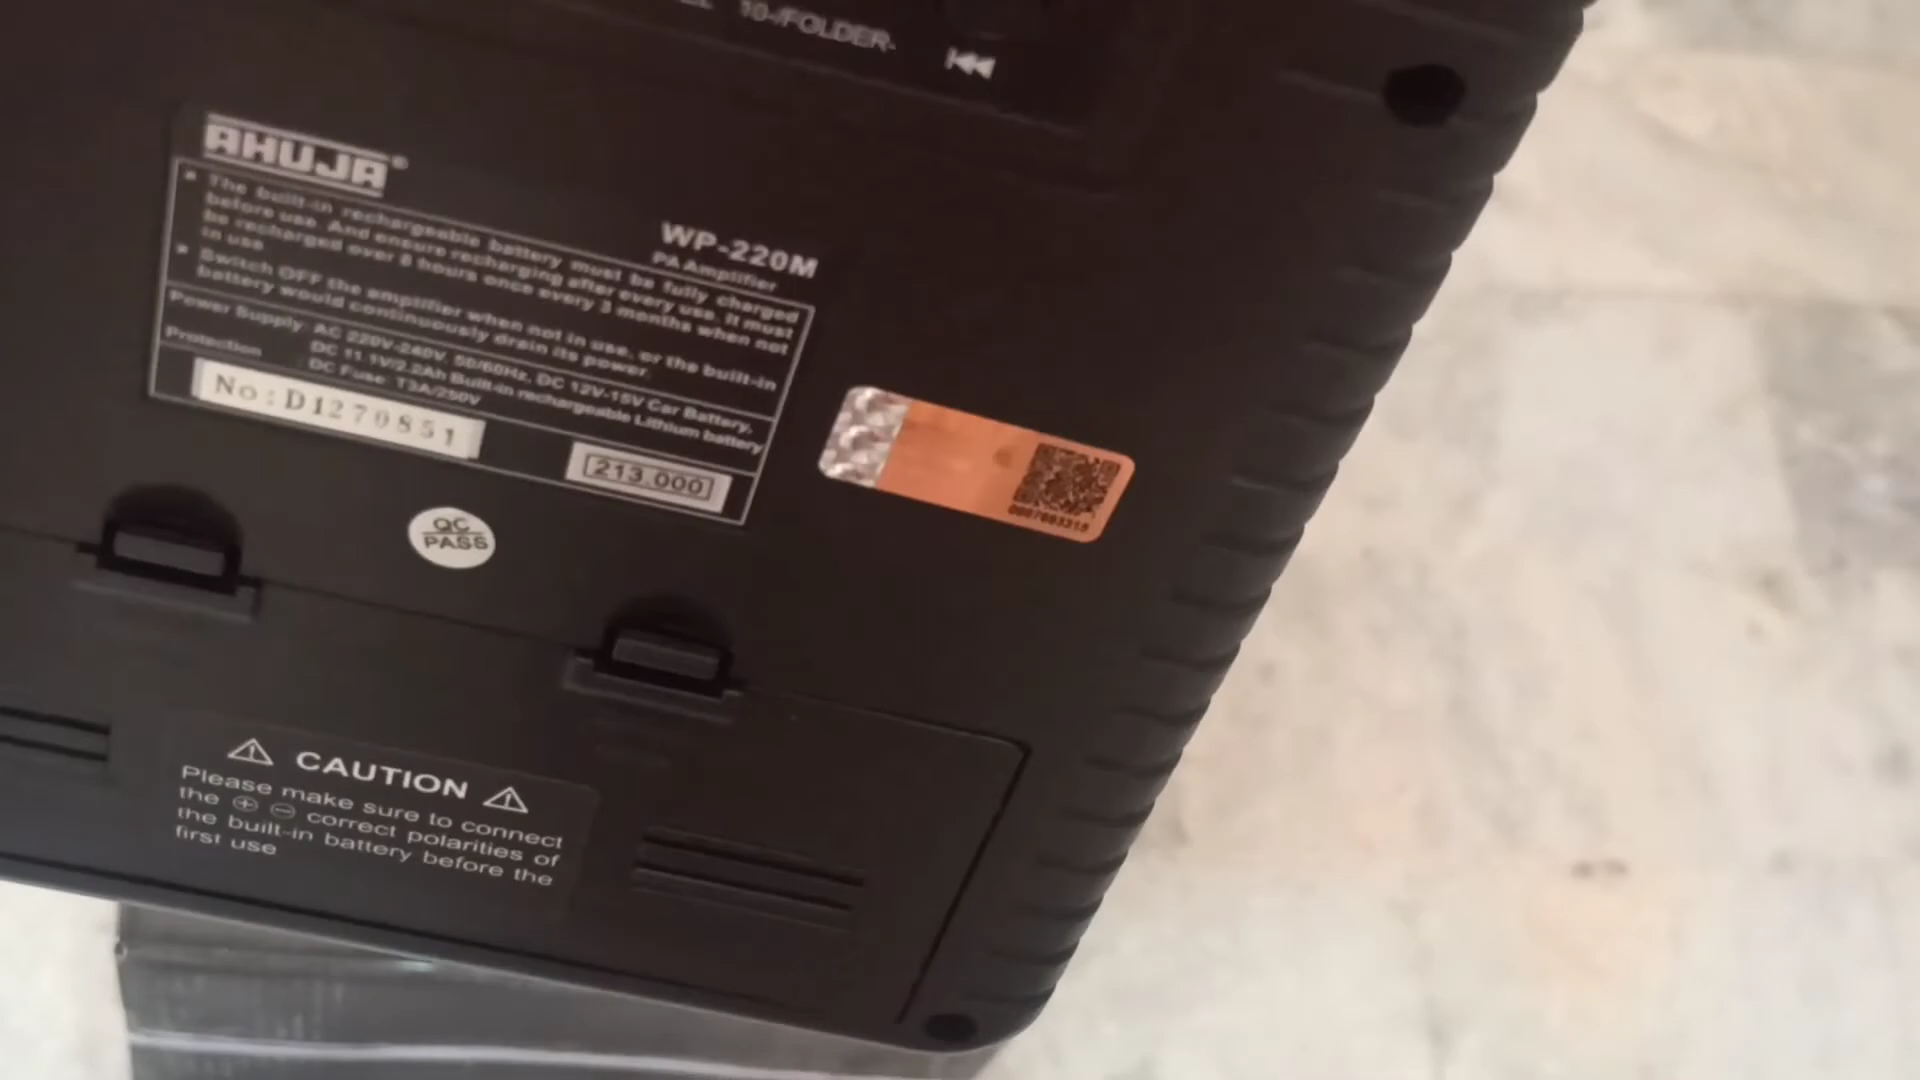 10-/FOLDER-
AHUJA®
WP-220M
PA Amplifier
* The built-in rechargeable battery must be fully charged
before use. And ensure recharging after every use. It must
be recharged over 8 hours once every 3 months when not
in use
* Switch OFF the amplifier when not in use, or the built-in
battery would continuously drain its power.
Power Supply: AC 220V-240V, 50/60Hz, DC 12V-15V Car Battery,
DC 11.1V/2.2Ah Built-in rechargeable Lithium battery
Protection DC Fuse: T3A/250V
No: D1270851
213.000
QC
PASS
CAUTION
Please make sure to connect
the ⊕ ⊖ correct polarities of
the built-in battery before the
first use